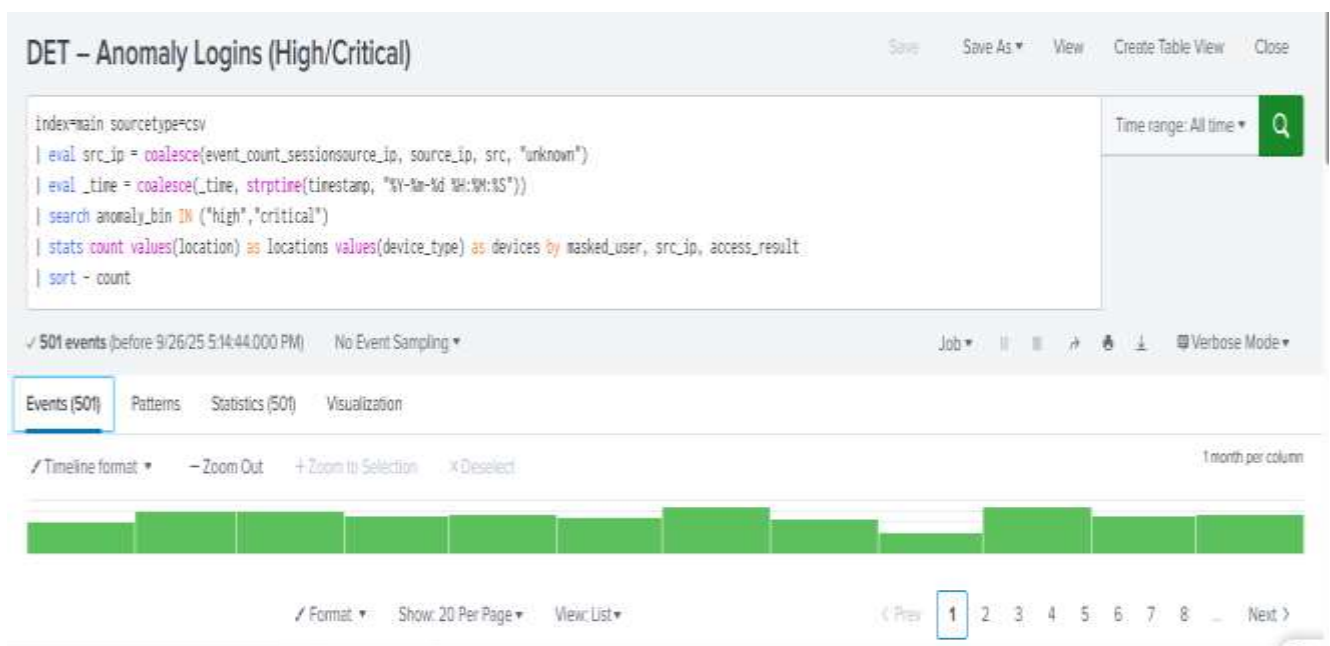 DET – Anomaly Logins (High/Critical)
Save Save As ▾ View Create Table View Close
index=main sourcetype=csv
| eval src_ip = coalesce(event_count_sessionsource_ip, source_ip, src, "unknown")
| eval _time = coalesce(_time, strptime(timestamp, "%Y-%m-%d %H:%M:%S"))
| search anomaly_bin IN ("high","critical")
| stats count values(location) as locations values(device_type) as devices by masked_user, src_ip, access_result
| sort - count
Time range: All time ▾
✓ 501 events (before 9/26/25 5:14:44.000 PM) No Event Sampling ▾
Job ▾ Verbose Mode ▾
Events (501) Patterns Statistics (501) Visualization
Timeline format ▾ – Zoom Out + Zoom to Selection × Deselect
1 month per column
Format ▾ Show: 20 Per Page ▾ View: List ▾
< Prev 1 2 3 4 5 6 7 8 ... Next >